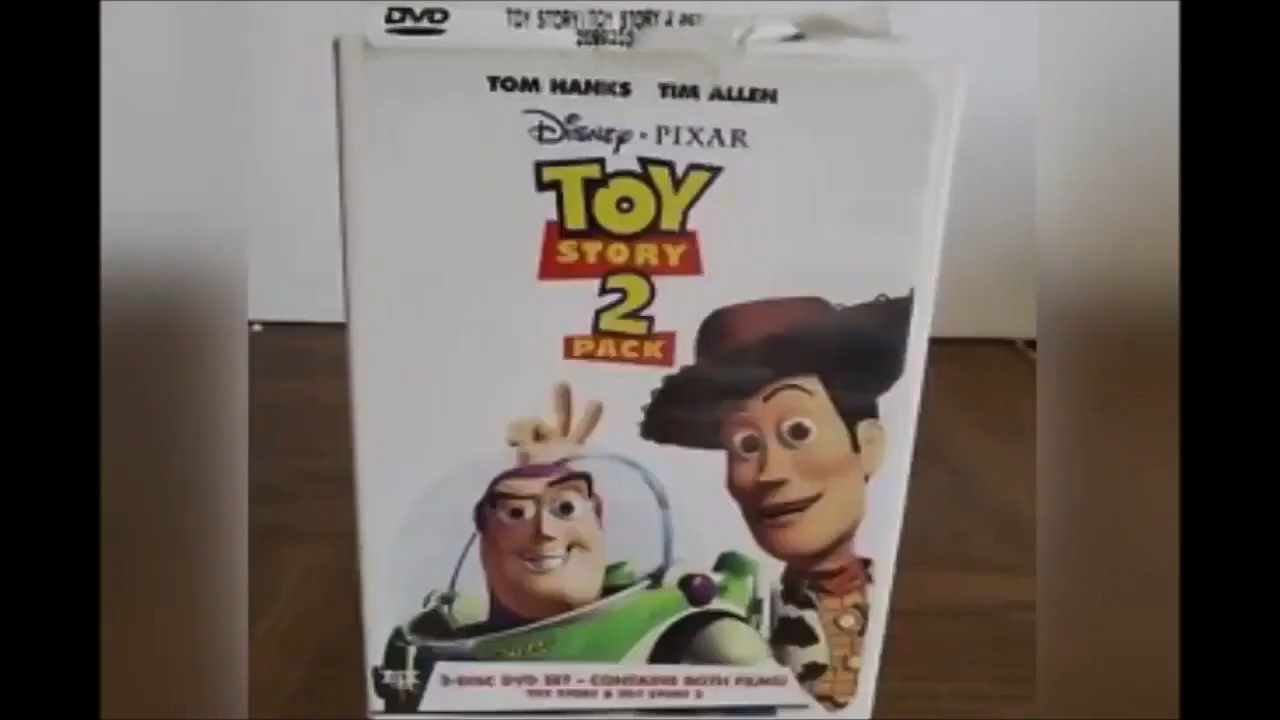 DVD
TOY STORY/TOY STORY 2
TOM HANKS TIM ALLEN
Disney · PIXAR
TOY
STORY
2
PACK
THX
2-DISC DVD SET - CONTAINS BOTH FILMS!
TOY STORY & TOY STORY 2